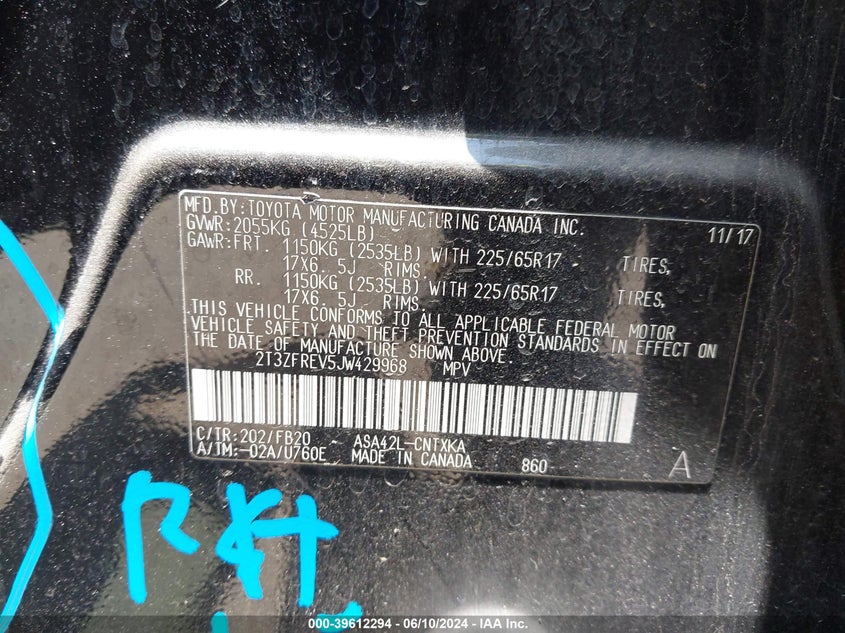 MFD.BY:TOYOTA MOTOR MANUFACTURING CANADA INC. 11/17
GVWR:2055KG (4525LB)
GAWR:FRT. 1150KG (2535LB) WITH 225/65R17 TIRES,
17X6. 5J RIMS,
RR. 1150KG (2535LB) WITH 225/65R17 TIRES,
17X6. 5J RIMS,
THIS VEHICLE CONFORMS TO ALL APPLICABLE FEDERAL MOTOR
VEHICLE SAFETY AND THEFT PREVENTION STANDARDS IN EFFECT ON
THE DATE OF MANUFACTURE SHOWN ABOVE.
2T3ZFREV5JW429968 MPV
C/TR:202/FB20 ASA42L-CNTXKA
A/TM:-02A/U760E MADE IN CANADA 860 A
000-39612294 - 06/10/2024 - IAA Inc.